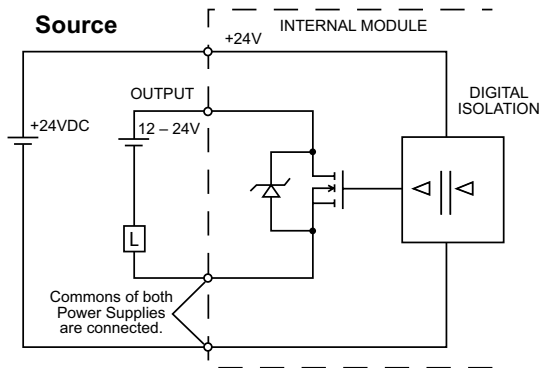 Source
INTERNAL MODULE
+24V
OUTPUT
DIGITAL
ISOLATION
+24VDC
12 – 24V
L
Commons of both
Power Supplies
are connected.